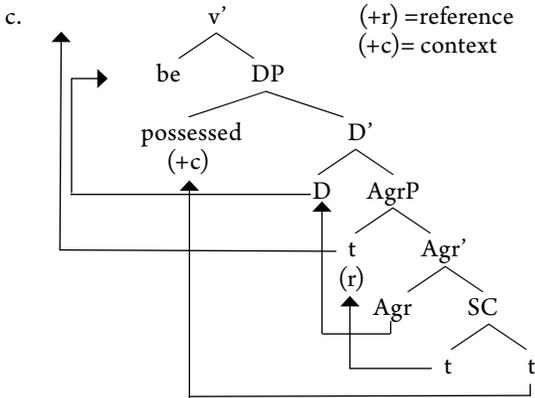 c. v’ (+r) =reference
(+c)= context
be DP
possessed D’
(+c)
D AgrP
t Agr’
(r)
Agr SC
t t